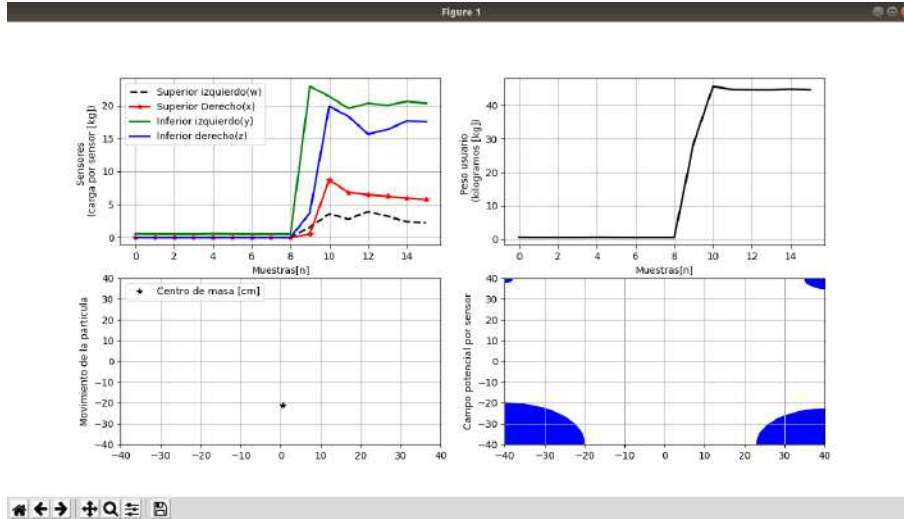 Figure 1
Superior izquierdo(w)
Superior Derecho(x)
Inferior izquierdo(y)
Inferior derecho(z)
Sensores
(carga por sensor [kg])
20
15
10
5
0
0 2 4 6 8 10 12 14
Muestras[n]
Peso usuario
(kilogramos [kg])
40
30
20
10
0
0 2 4 6 8 10 12 14
Muestras[n]
Centro de masa [cm]
Movimiento de la particula
40
30
20
10
0
−10
−20
−30
−40
−40 −30 −20 −10 0 10 20 30 40
Campo potencial por sensor
40
30
20
10
0
−10
−20
−30
−40
−40 −30 −20 −10 0 10 20 30 40